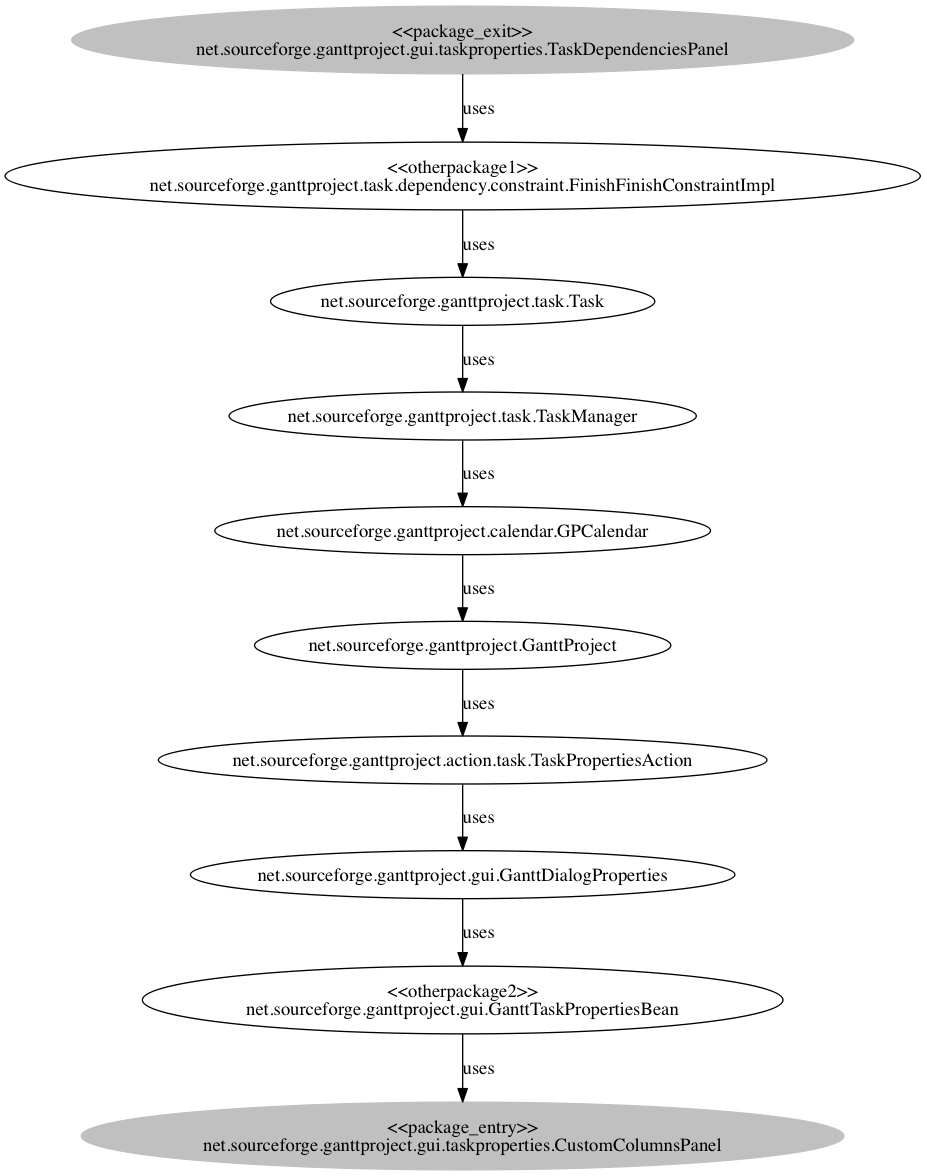 <<package_exit>>
net.sourceforge.ganttproject.gui.taskproperties.TaskDependenciesPanel
uses
<<otherpackage1>>
net.sourceforge.ganttproject.task.dependency.constraint.FinishFinishConstraintImpl
uses
net.sourceforge.ganttproject.task.Task
uses
net.sourceforge.ganttproject.task.TaskManager
uses
net.sourceforge.ganttproject.calendar.GPCalendar
uses
net.sourceforge.ganttproject.GanttProject
uses
net.sourceforge.ganttproject.action.task.TaskPropertiesAction
uses
net.sourceforge.ganttproject.gui.GanttDialogProperties
uses
<<otherpackage2>>
net.sourceforge.ganttproject.gui.GanttTaskPropertiesBean
uses
<<package_entry>>
net.sourceforge.ganttproject.gui.taskproperties.CustomColumnsPanel